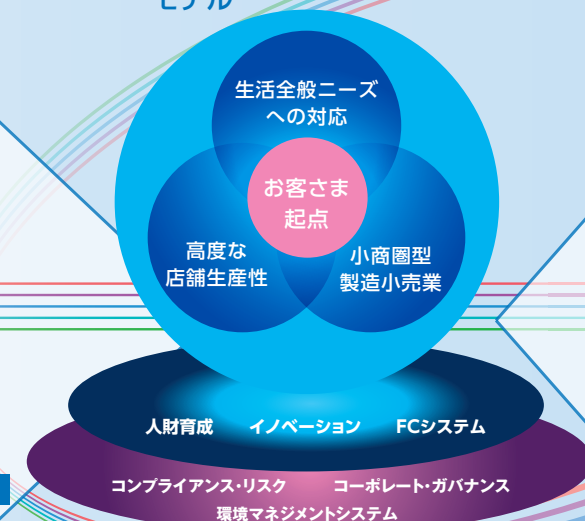 モデル
生活全般ニーズ
への対応
お客さま
起点
高度な
店舗生産性
小商圏型
製造小売業
人財育成 イノベーション FCシステム
コンプライアンス・リスク コーポレート・ガバナンス
環境マネジメントシステム